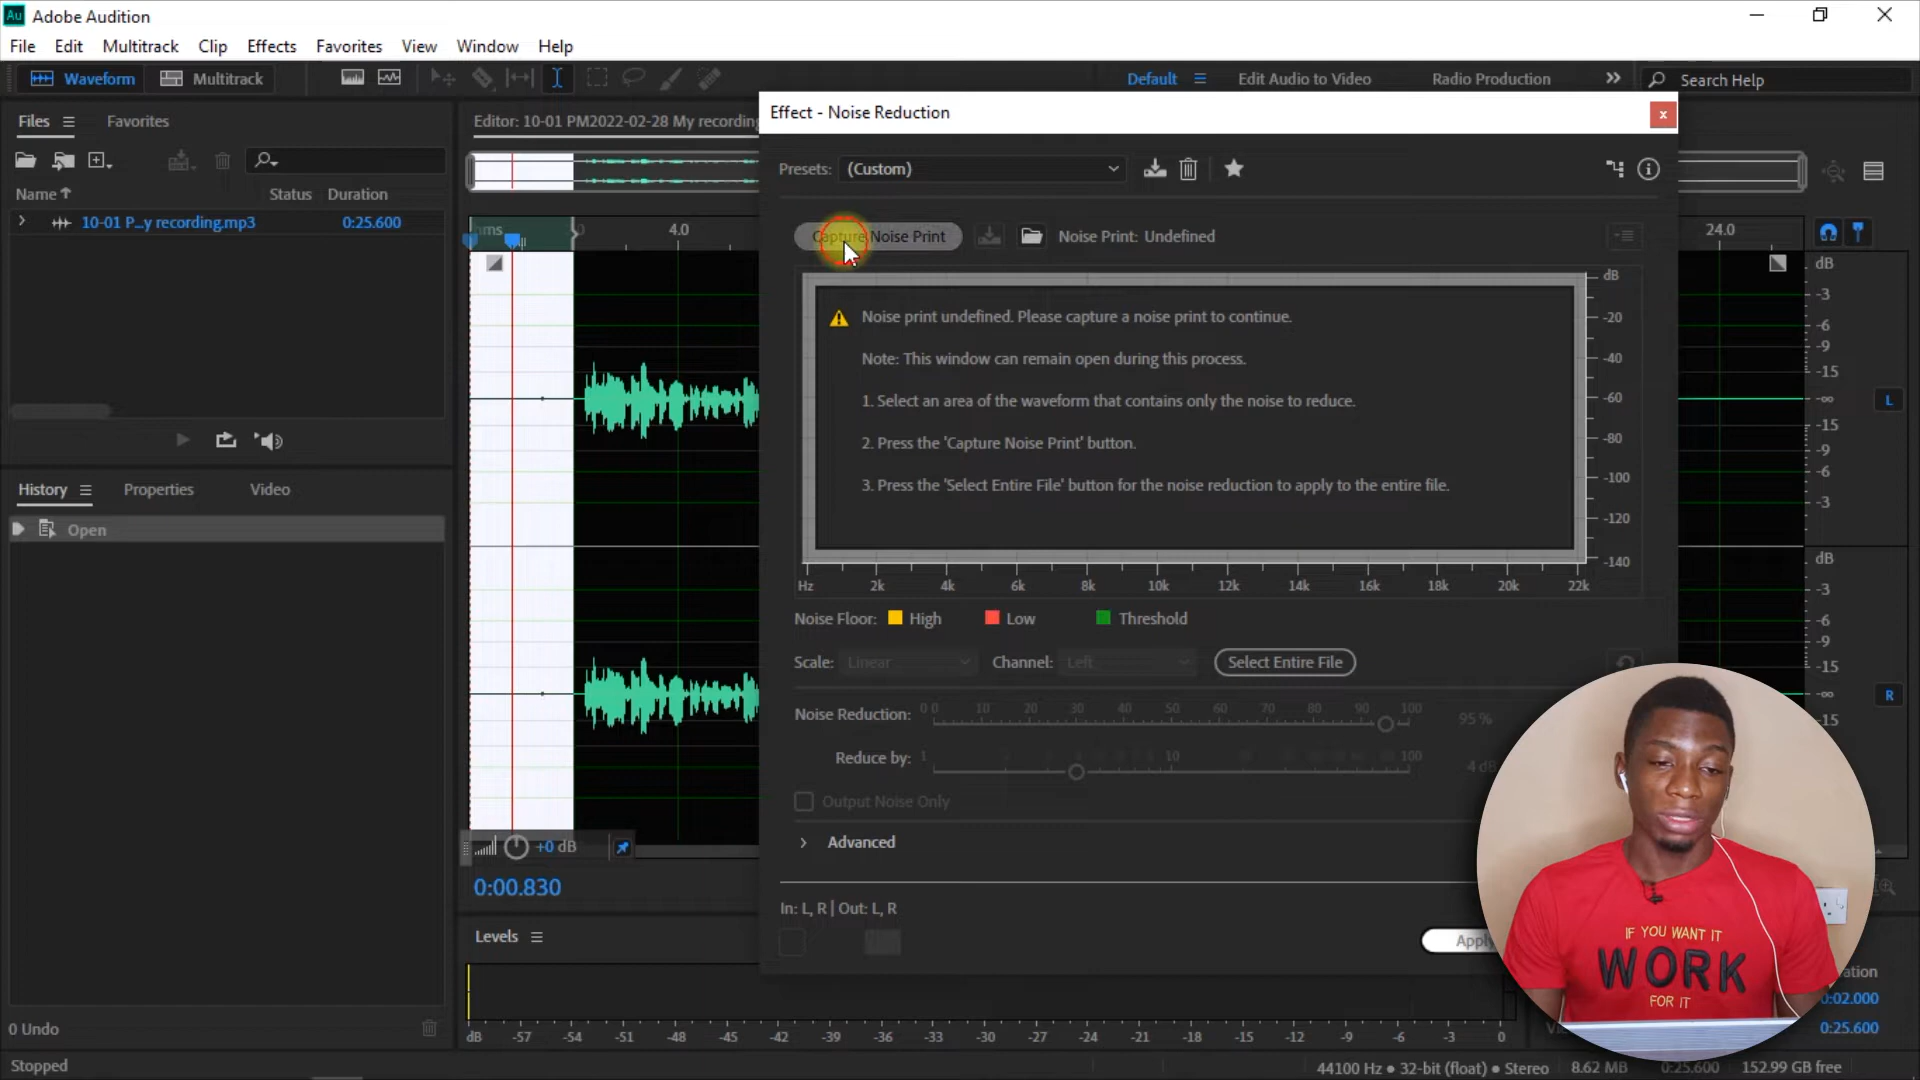 Au Adobe Audition
File Edit Multitrack Clip Effects Favorites View Window Help
Waveform Multitrack Default Edit Audio to Video Radio Production Search Help
Files Favorites
Name Status Duration
10-01 P...y recording.mp3 0:25.600
History Properties Video
Open
0 Undo
Stopped
Editor: 10-01 PM2022-02-28 My recording
hms 4.0 24.0
+0 dB
0:00.830
Levels
Effect - Noise Reduction
Presets: (Custom)
Capture Noise Print Noise Print: Undefined
Noise print undefined. Please capture a noise print to continue.
Note: This window can remain open during this process.
1. Select an area of the waveform that contains only the noise to reduce.
2. Press the 'Capture Noise Print' button.
3. Press the 'Select Entire File' button for the noise reduction to apply to the entire file.
dB
-20
-40
-60
-80
-100
-120
-140
Hz 2k 4k 6k 8k 10k 12k 14k 16k 18k 20k 22k
Noise Floor: High Low Threshold
Scale: Linear Channel: Left Select Entire File
Noise Reduction: 0 0 10 20 30 40 50 60 70 80 90 100 95 %
Reduce by: 1 10 100 4 dB
Output Noise Only
Advanced
In: L, R | Out: L, R
Apply
dB
-3
-6
-9
-15
-∞
-15
-9
-6
-3
L
dB
-3
-6
-9
-15
-∞
-15
R
IF YOU WANT IT
WORK
FOR IT
ation
0:02.000
0:25.600
dB -57 -54 -51 -48 -45 -42 -39 -36 -33 -30 -27 -24 -21 -18 -15 -12 -9 -6 -3 0
44100 Hz ● 32-bit (float) ● Stereo 8.62 MB 0:25.600 152.99 GB free